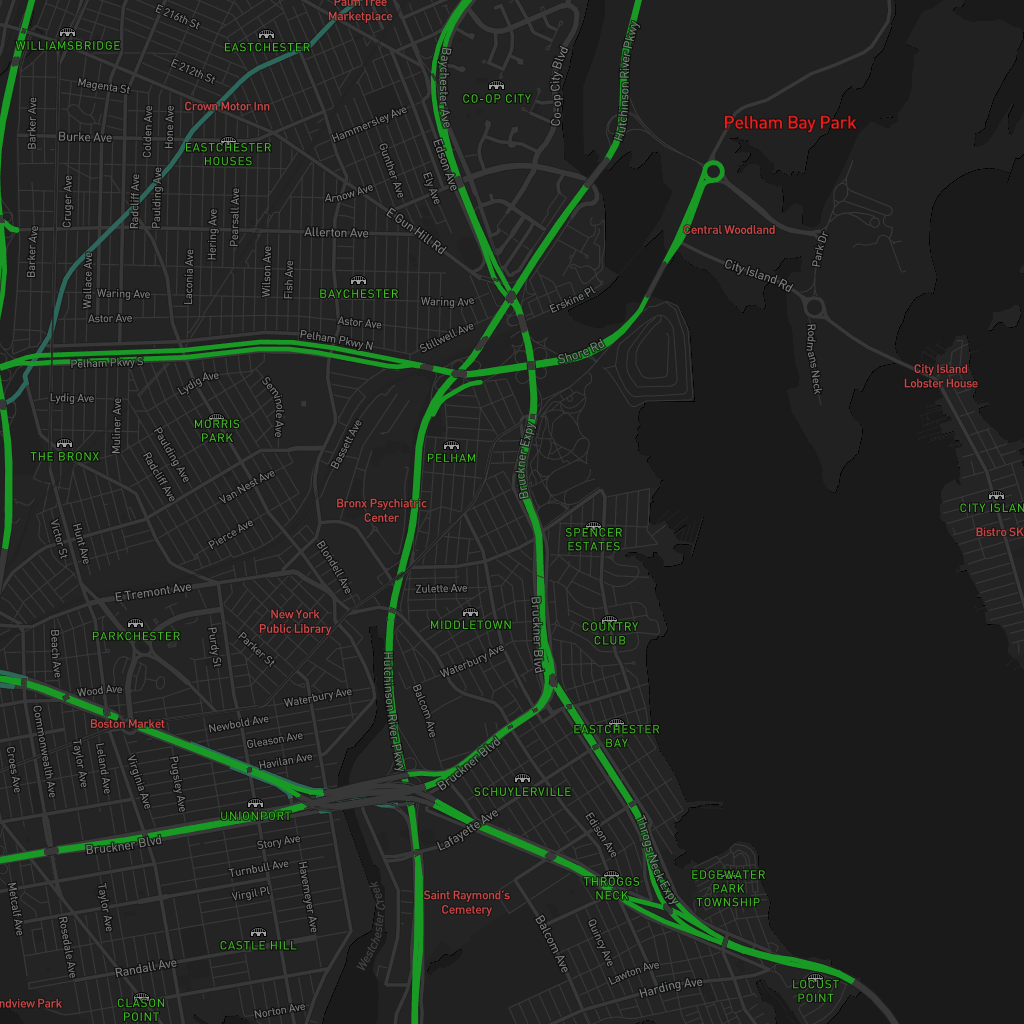 Palm Tree
Marketplace
E 216th St
WILLIAMSBRIDGE
EASTCHESTER
E 212th St
Magenta St
Baychester Ave
CO-OP CITY
Co-op City Blvd
Hutchinson River Pkwy
Crown Motor Inn
Barker Ave
Burke Ave
Colden Ave
Hone Ave
Hammersley Ave
Pelham Bay Park
EASTCHESTER
HOUSES
Gunther Ave
Edson Ave
Ely Ave
Cruger Ave
Radcliff Ave
Paulding Ave
Pearsall Ave
Arnow Ave
Hering Ave
Allerton Ave
E Gun Hill Rd
Central Woodland
Park Dr
Barker Ave
Wallace Ave
Laconia Ave
Wilson Ave
Fish Ave
City Island Rd
Waring Ave
BAYCHESTER
Waring Ave
Erskine Pl
Astor Ave
Astor Ave
Stillwell Ave
Pelham Pkwy N
Shore Rd
Rodmans Neck
Pelham Pkwy S
City Island
Lobster House
Lydig Ave
Lydig Ave
Seminole Ave
Muliner Ave
MORRIS
PARK
Bassett Ave
THE BRONX
Paulding Ave
Radcliff Ave
PELHAM
Bruckner Expy
Van Nest Ave
Bronx Psychiatric
Center
CITY ISLAN
Bistro SK
Victor St
Hunt Ave
Pierce Ave
SPENCER
ESTATES
Blondell Ave
E Tremont Ave
Zulette Ave
New York
Public Library
MIDDLETOWN
Bruckner Blvd
COUNTRY
CLUB
PARKCHESTER
Beach Ave
Purdy St
Parker St
Waterbury Ave
Hutchinson River Pkwy
Wood Ave
Waterbury Ave
Balcom Ave
Boston Market
Newbold Ave
EASTCHESTER
BAY
Commonwealth Ave
Gleason Ave
Croes Ave
Taylor Ave
Leland Ave
Virginia Ave
Pugsley Ave
Havilan Ave
Bruckner Blvd
SCHUYLERVILLE
UNIONPORT
Edison Ave
Lafayette Ave
Throgs Neck Expy
Bruckner Blvd
Story Ave
Turnbull Ave
Virgil Pl
Havemeyer Ave
THROGGS
NECK
EDGEWATER
PARK
TOWNSHIP
Metcalf Ave
Taylor Ave
Saint Raymond's
Cemetery
Rosedale Ave
Westchester Creek
Balcom Ave
Quincy Ave
CASTLE HILL
Randall Ave
Lawton Ave
Harding Ave
LOCUST
POINT
ndview Park
CLASON
POINT
Norton Ave